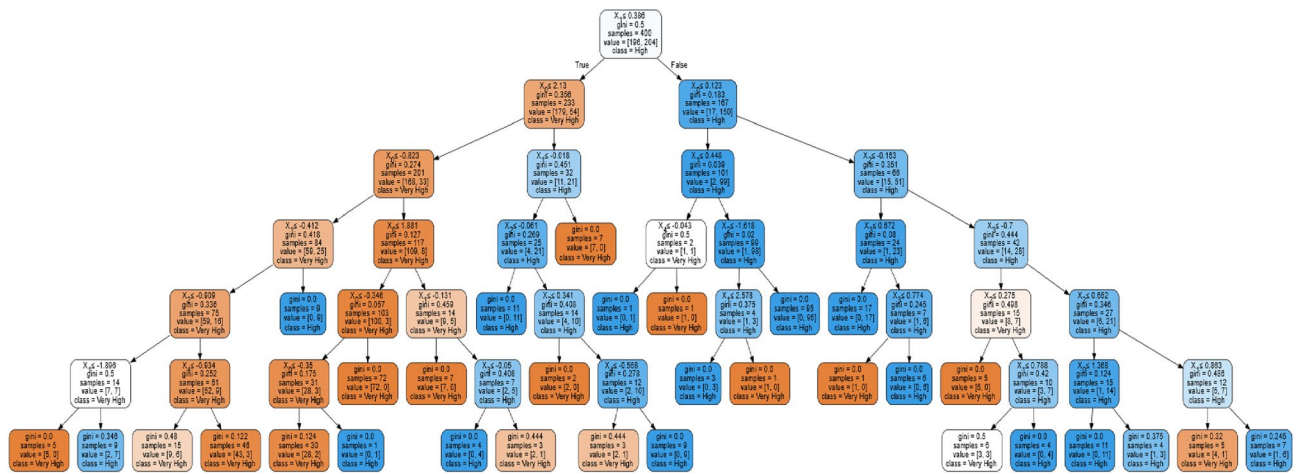 X ≤ 0.386
gini = 0.5
samples = 400
value = [196, 204]
class = High
True
False
X ≤ 2.13
gini = 0.356
samples = 233
value = [179, 54]
class = Very High
X ≤ 0.123
gini = 0.183
samples = 167
value = [17, 150]
class = High
X ≤ -0.823
gini = 0.274
samples = 201
value = [168, 33]
class = Very High
X ≤ -0.018
gini = 0.451
samples = 32
value = [11, 21]
class = High
X ≤ 0.448
gini = 0.039
samples = 101
value = [2, 99]
class = High
X ≤ -0.163
gini = 0.351
samples = 66
value = [15, 51]
class = High
X ≤ -0.412
gini = 0.418
samples = 84
value = [59, 25]
class = Very High
X ≤ 1.881
gini = 0.127
samples = 117
value = [109, 8]
class = Very High
X ≤ -0.061
gini = 0.269
samples = 25
value = [4, 21]
class = High
gini = 0.0
samples = 7
value = [7, 0]
class = Very High
X ≤ -0.043
gini = 0.5
samples = 2
value = [1, 1]
class = Very High
X ≤ -1.618
gini = 0.02
samples = 99
value = [1, 98]
class = High
X ≤ 0.672
gini = 0.08
samples = 24
value = [1, 23]
class = High
X ≤ -0.7
gini = 0.444
samples = 42
value = [14, 28]
class = High
X ≤ -0.909
gini = 0.336
samples = 75
value = [59, 16]
class = Very High
gini = 0.0
samples = 9
value = [0, 9]
class = High
X ≤ -0.346
gini = 0.057
samples = 103
value = [100, 3]
class = Very High
X ≤ -0.131
gini = 0.459
samples = 14
value = [9, 5]
class = Very High
gini = 0.0
samples = 11
value = [0, 11]
class = High
X ≤ 0.341
gini = 0.408
samples = 14
value = [4, 10]
class = High
gini = 0.0
samples = 1
value = [0, 1]
class = High
gini = 0.0
samples = 1
value = [1, 0]
class = Very High
X ≤ 2.578
gini = 0.375
samples = 4
value = [1, 3]
class = High
gini = 0.0
samples = 95
value = [0, 95]
class = High
gini = 0.0
samples = 17
value = [0, 17]
class = High
X ≤ 0.774
gini = 0.245
samples = 7
value = [1, 6]
class = High
X ≤ 0.275
gini = 0.498
samples = 15
value = [8, 7]
class = Very High
X ≤ 0.662
gini = 0.346
samples = 27
value = [6, 21]
class = High
X ≤ -1.896
gini = 0.5
samples = 14
value = [7, 7]
class = Very High
X ≤ -0.934
gini = 0.252
samples = 61
value = [52, 9]
class = Very High
X ≤ -0.35
gini = 0.175
samples = 31
value = [28, 3]
class = Very High
gini = 0.0
samples = 72
value = [72, 0]
class = Very High
gini = 0.0
samples = 7
value = [7, 0]
class = Very High
X ≤ -0.05
gini = 0.408
samples = 7
value = [2, 5]
class = High
gini = 0.0
samples = 2
value = [2, 0]
class = Very High
X ≤ -0.568
gini = 0.278
samples = 12
value = [2, 10]
class = High
gini = 0.0
samples = 3
value = [0, 3]
class = High
gini = 0.0
samples = 1
value = [1, 0]
class = Very High
gini = 0.0
samples = 1
value = [1, 0]
class = Very High
gini = 0.0
samples = 6
value = [0, 6]
class = High
gini = 0.0
samples = 5
value = [5, 0]
class = Very High
X ≤ 0.788
gini = 0.42
samples = 10
value = [3, 7]
class = High
X ≤ 1.368
gini = 0.124
samples = 15
value = [1, 14]
class = High
X ≤ 0.863
gini = 0.486
samples = 12
value = [5, 7]
class = High
gini = 0.0
samples = 5
value = [5, 0]
class = Very High
gini = 0.346
samples = 9
value = [2, 7]
class = High
gini = 0.48
samples = 15
value = [9, 6]
class = Very High
gini = 0.122
samples = 46
value = [43, 3]
class = Very High
gini = 0.124
samples = 30
value = [28, 2]
class = Very High
gini = 0.0
samples = 1
value = [0, 1]
class = High
gini = 0.0
samples = 4
value = [0, 4]
class = High
gini = 0.444
samples = 3
value = [2, 1]
class = Very High
gini = 0.444
samples = 3
value = [2, 1]
class = Very High
gini = 0.0
samples = 9
value = [0, 9]
class = High
gini = 0.5
samples = 6
value = [3, 3]
class = Very High
gini = 0.0
samples = 4
value = [0, 4]
class = High
gini = 0.0
samples = 11
value = [0, 11]
class = High
gini = 0.375
samples = 4
value = [1, 3]
class = High
gini = 0.32
samples = 5
value = [4, 1]
class = Very High
gini = 0.245
samples = 7
value = [1, 6]
class = High